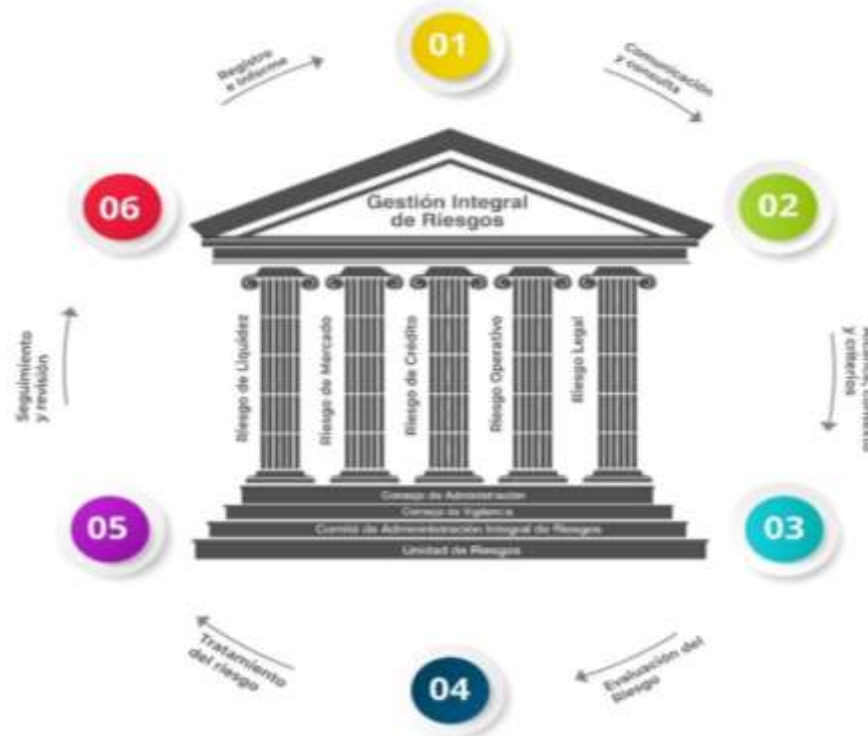 01
Comunicación
y consulta
02
Alcance, contexto
y criterios
03
Evaluación del
Riesgo
04
Tratamiento
del riesgo
05
Seguimiento
y revisión
06
Registro
e informe
Gestión Integral
de Riesgos
Riesgo de Liquidez
Riesgo de Mercado
Riesgo de Crédito
Riesgo Operativo
Riesgo Legal
Consejo de Administración
Consejo de Vigilancia
Comité de Administración Integral de Riesgos
Unidad de Riesgos